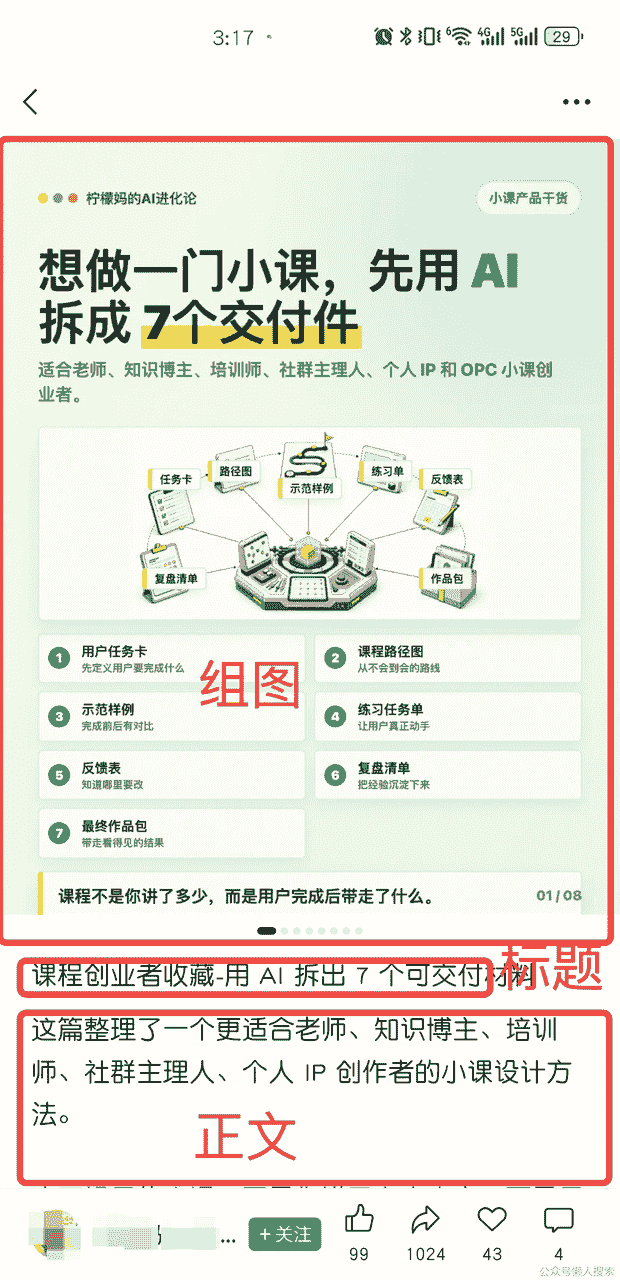 3:17
6
4G
5G
29
柠檬妈的AI进化论
小课产品干货
想做一门小课，先用 AI
拆成 7个交付件
适合老师、知识博主、培训师、社群主理人、个人 IP 和 OPC 小课创
业者。
任务卡
路径图
示范样例
练习单
反馈表
复盘清单
作品包
1 用户任务卡
先定义用户要完成什么
2 课程路径图
从不会到会的路线
组图
3 示范样例
完成前后有对比
4 练习任务单
让用户真正动手
5 反馈表
知道哪里要改
6 复盘清单
把经验沉淀下来
7 最终作品包
带走看得见的结果
课程不是你讲了多少，而是用户完成后带走了什么。
01 / 08
课程创业者收藏-用 AI 拆出 7 个可交付材料
标题
这篇整理了一个更适合老师、知识博主、培训
师、社群主理人、个人 IP 创作者的小课设计方
法。
正文
...
+关注
99
1024
43
4
公众号懒人搜索